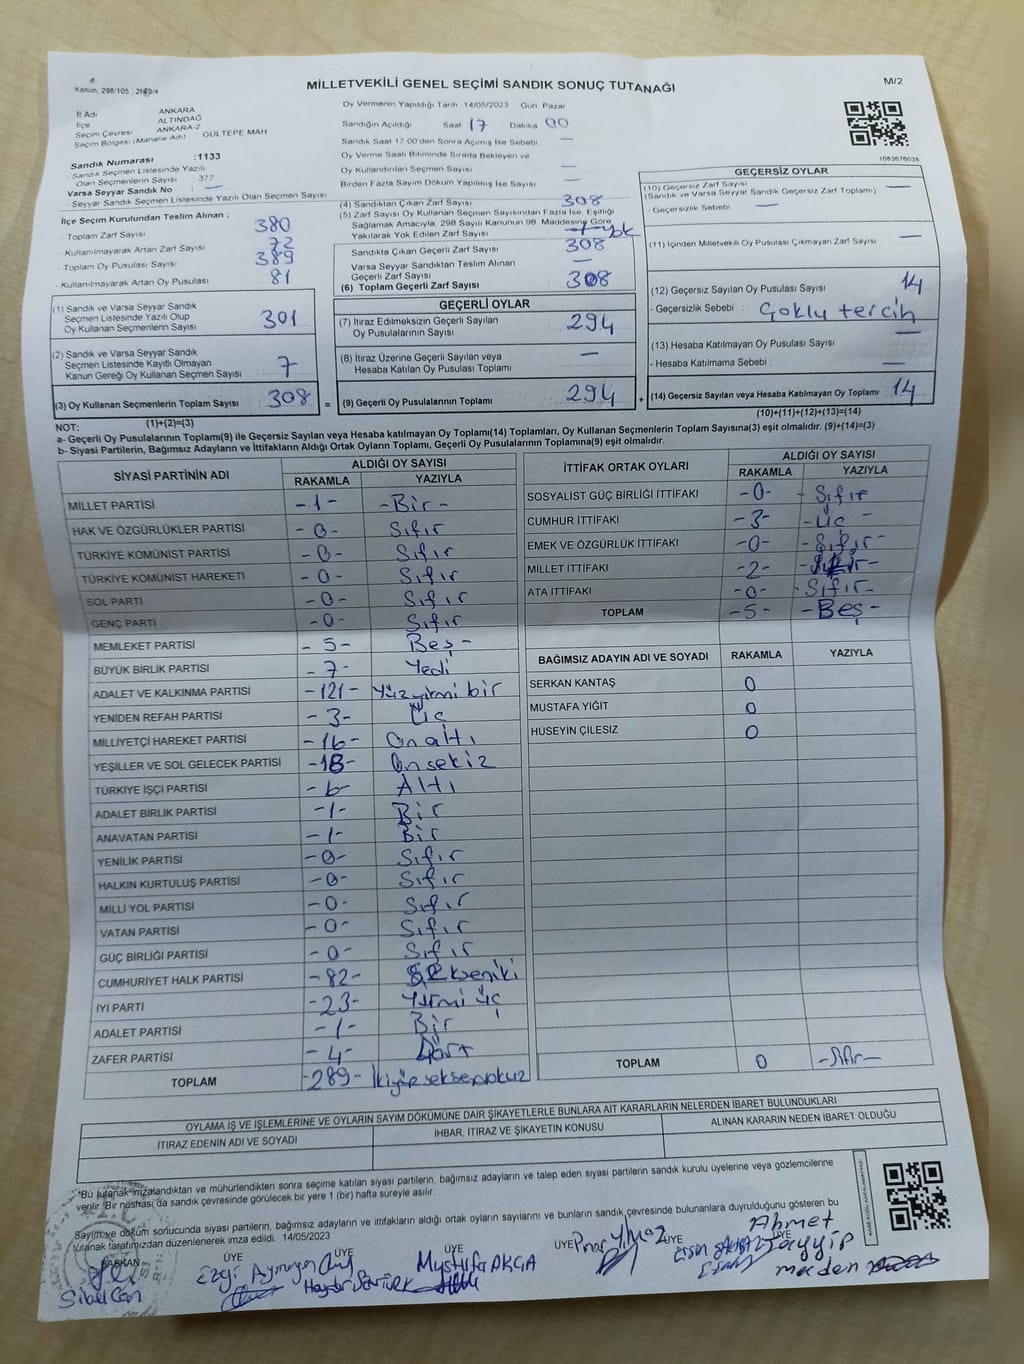 Kanun, 298/105
MİLLETVEKİLİ GENEL SEÇİMİ SANDIK SONUÇ TUTANAĞI
M/2
İl Adı ANKARA
İlçe ALTINDAĞ
Seçim Çevresi ANKARA-2
Seçim Bölgesi (Mahalle Adı) GÜLTEPE MAH
Sandık Numarası :1133
Sandık Seçmen Listesinde Yazılı
Olan Seçmenlerin Sayısı 377
Varsa Seyyar Sandık No :
- Seyyar Sandık Seçmen Listesinde Yazılı Olan Seçmen Sayısı
İlçe Seçim Kurulundan Teslim Alınan ;
- Toplam Zarf Sayısı 380
- Kullanılmayarak Artan Zarf Sayısı 72
- Toplam Oy Pusulası Sayısı 389
- Kullanılmayarak Artan Oy Pusulası 81
(1) Sandık ve Varsa Seyyar Sandık
Seçmen Listesinde Yazılı Olup
Oy Kullanan Seçmenlerin Sayısı 301
(2) Sandık ve Varsa Seyyar Sandık
Seçmen Listesinde Kayıtlı Olmayan
Kanun Gereği Oy Kullanan Seçmen Sayısı 7
(3) Oy Kullanan Seçmenlerin Toplam Sayısı 308 =
(1)+(2)=(3)
Oy Vermenin Yapıldığı Tarih 14/05/2023 Gün Pazar
Sandığın Açıldığı Saat 17 Dakika 00
Sandık Saat 17.00'den Sonra Açımış İse Sebebi —
Oy Verme Saati Bitiminde Sırada Bekleyen ve
Oy Kullandırılan Seçmen Sayısı —
Birden Fazla Sayım Döküm Yapılmış İse Sayısı —
(4) Sandıktan Çıkan Zarf Sayısı 308
(5) Zarf Sayısı Oy Kullanan Seçmen Sayısından Fazla İse, Eşitliği
Sağlamak Amacıyla, 298 Sayılı Kanunun 98. Maddesine Göre
Yakılarak Yok Edilen Zarf Sayısı yok
Sandıkta Çıkan Geçerli Zarf Sayısı 308
Varsa Seyyar Sandıktan Teslim Alınan
Geçerli Zarf Sayısı —
(6) Toplam Geçerli Zarf Sayısı 308
GEÇERLİ OYLAR
(7) İtiraz Edilmeksizin Geçerli Sayılan
Oy Pusulalarının Sayısı 294
(8) İtiraz Üzerine Geçerli Sayılan veya
Hesaba Katılan Oy Pusulası Toplamı —
(9) Geçerli Oy Pusulalarının Toplamı 294 +
1083676038
GEÇERSİZ OYLAR
(10) Geçersiz Zarf Sayısı
(Sandık ve Varsa Seyyar Sandık Geçersiz Zarf Toplamı) —
- Geçersizlik Sebebi : —
(11) İçinden Milletvekili Oy Pusulası Çıkmayan Zarf Sayısı —
(12) Geçersiz Sayılan Oy Pusulası Sayısı 14
- Geçersizlik Sebebi : Çoklu tercih
(13) Hesaba Katılmayan Oy Pusulası Sayısı —
- Hesaba Katılmama Sebebi : —
(14) Geçersiz Sayılan veya Hesaba Katılmayan Oy Toplamı 14
(10)+(11)+(12)+(13)=(14)
NOT:
a- Geçerli Oy Pusulalarının Toplamı(9) ile Geçersiz Sayılan veya Hesaba katılmayan Oy Toplamı(14) Toplamları, Oy Kullanan Seçmenlerin Toplam Sayısına(3) eşit olmalıdır. (9)+(14)=(3)
b- Siyasi Partilerin, Bağımsız Adayların ve İttifakların Aldığı Ortak Oyların Toplamı, Geçerli Oy Pusulalarının Toplamına(9) eşit olmalıdır.
SİYASİ PARTİNİN ADI ALDIĞI OY SAYISI
RAKAMLA YAZIYLA
MİLLET PARTİSİ -1- -Bir-
HAK VE ÖZGÜRLÜKLER PARTİSİ -0- Sıfır
TÜRKİYE KOMÜNİST PARTİSİ -0- Sıfır
TÜRKİYE KOMÜNİST HAREKETİ -0- Sıfır
SOL PARTİ -0- Sıfır
GENÇ PARTİ -0- Sıfır
MEMLEKET PARTİSİ -5- Beş-
BÜYÜK BİRLİK PARTİSİ -7- Yedi
ADALET VE KALKINMA PARTİSİ -121- Yüzyirmi bir
YENİDEN REFAH PARTİSİ -3- Üç
MİLLİYETÇİ HAREKET PARTİSİ -16- Onaltı
YEŞİLLER VE SOL GELECEK PARTİSİ -18- Onsekiz
TÜRKİYE İŞÇİ PARTİSİ -6- Altı
ADALET BİRLİK PARTİSİ -1- Bir
ANAVATAN PARTİSİ -1- Bir
YENİLİK PARTİSİ -0- Sıfır
HALKIN KURTULUŞ PARTİSİ -0- Sıfır
MİLLİ YOL PARTİSİ -0- Sıfır
VATAN PARTİSİ -0- Sıfır
GÜÇ BİRLİĞİ PARTİSİ -0- Sıfır
CUMHURİYET HALK PARTİSİ -82- Sekseniki
İYİ PARTİ -23- Yirmi üç
ADALET PARTİSİ -1- Bir
ZAFER PARTİSİ -4- Dört
TOPLAM -289- İkiyüzseksendokuz
İTTİFAK ORTAK OYLARI ALDIĞI OY SAYISI
RAKAMLA YAZIYLA
SOSYALİST GÜÇ BİRLİĞİ İTTİFAKI -0- - Sıfır
CUMHUR İTTİFAKI -3- -Üç-
EMEK VE ÖZGÜRLÜK İTTİFAKI -0- -Sıfır-
MİLLET İTTİFAKI -2-
ATA İTTİFAKI -0- -Sıfır-
TOPLAM -5- -Beş-
BAĞIMSIZ ADAYIN ADI VE SOYADI RAKAMLA YAZIYLA
SERKAN KANTAŞ 0
MUSTAFA YİĞİT 0
HÜSEYİN ÇİLESİZ 0
TOPLAM 0 -Sıfır-
OYLAMA İŞ VE İŞLEMLERİNE VE OYLARIN SAYIM DÖKÜMÜNE DAİR ŞİKAYETLERLE BUNLARA AİT KARARLARIN NELERDEN İBARET BULUNDUKLARI
İTİRAZ EDENİN ADI VE SOYADI İHBAR, İTİRAZ VE ŞİKAYETİN KONUSU ALINAN KARARIN NEDEN İBARET OLDUĞU
*Bu tutanak imzalandıktan ve mühürlendikten sonra seçime katılan siyasi partilerin, bağımsız adayların ve talep eden siyasi partilerin sandık kurulu üyelerine veya gözlemcilerine
verilir. Bir nüshası da sandık çevresinde görülecek bir yere 1 (bir) hafta süreyle asılır
Sayım ve döküm sonucunda siyasi partilerin, bağımsız adayların ve ittifakların aldığı ortak oyların sayılarını ve bunların sandık çevresinde bulunanlara duyrulduğunu gösteren bu
tutanak tarafımızdan düzenlenerek imza edildi. 14/05/2023
BAŞKAN ÜYE ÜYE ÜYE ÜYE ÜYE
Sibel Can
Ezgi
Mustafa AKÇA
Pınar Yılmaz
Ahmet
Tayyip
Maden